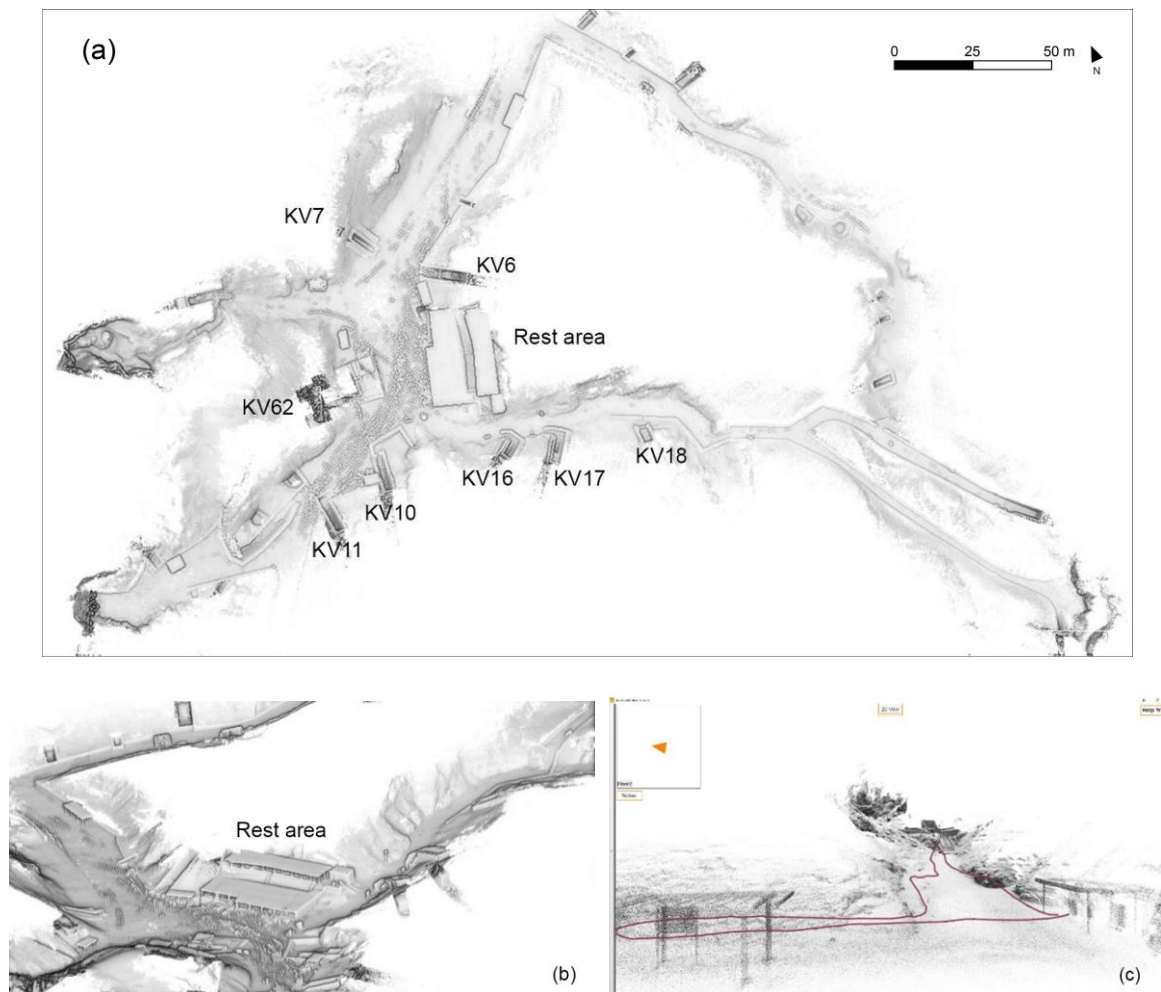 (a)
0 25 50 m
N
KV7
KV6
Rest area
KV62
KV16
KV17
KV18
KV10
KV11
Rest area
(b)
2D View
(c)